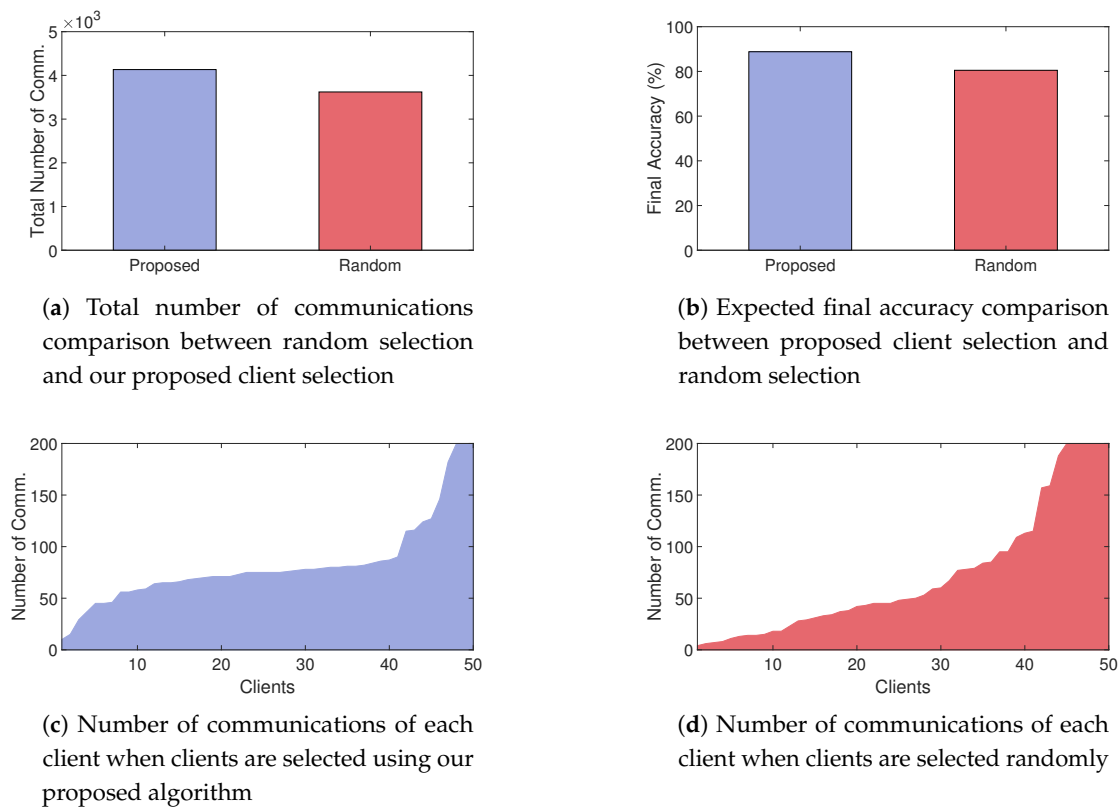 ×10³
5
4
3
2
1
0
Total Number of Comm.
Proposed
Random
100
80
60
40
20
0
Final Accuracy (%)
Proposed
Random
(a) Total number of communications
comparison between random selection
and our proposed client selection
(b) Expected final accuracy comparison
between proposed client selection and
random selection
200
150
100
50
0
Number of Comm.
10
20
30
40
50
Clients
200
150
100
50
0
Number of Comm.
10
20
30
40
50
Clients
(c) Number of communications of each
client when clients are selected using our
proposed algorithm
(d) Number of communications of each
client when clients are selected randomly